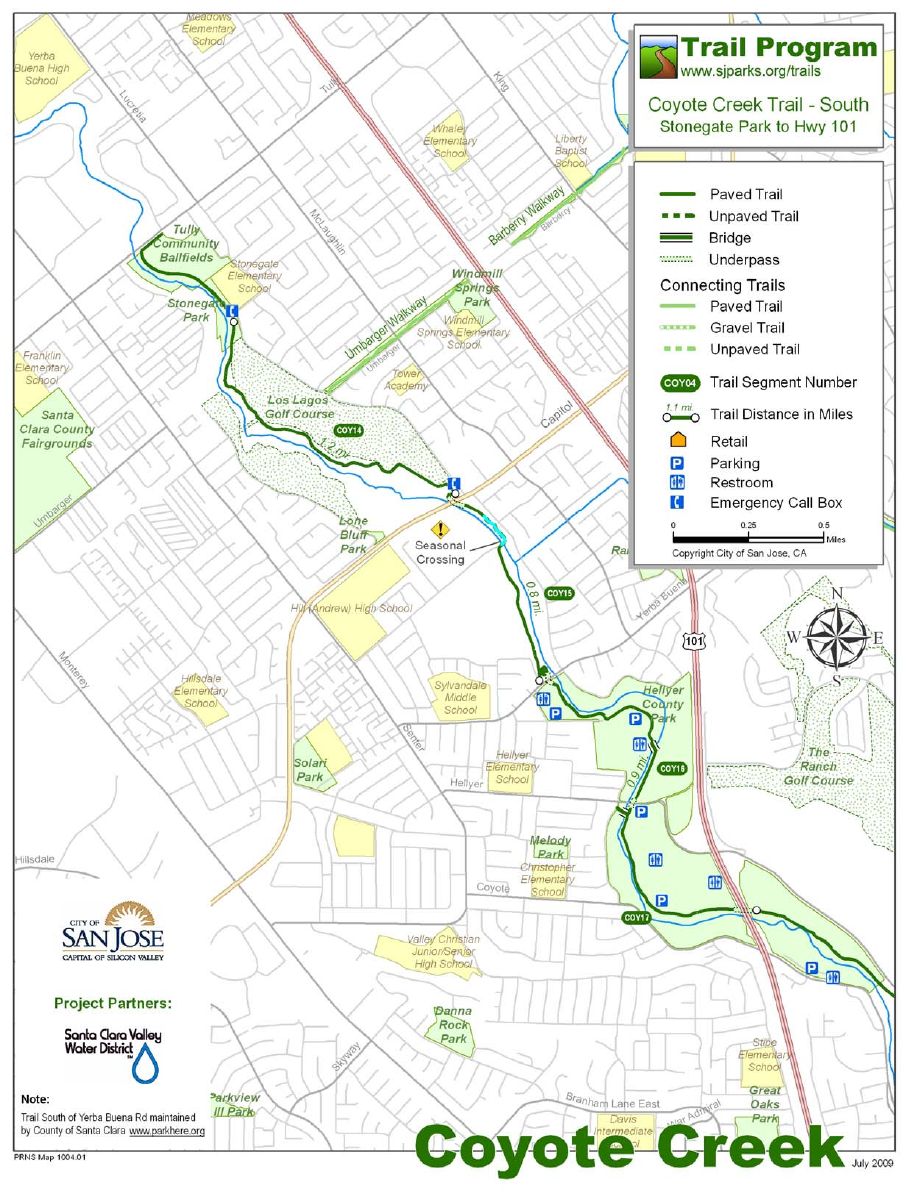 Trail Program
www.sjparks.org/trails
Coyote Creek Trail - South
Stonegate Park to Hwy 101
Paved Trail
Unpaved Trail
Bridge
Underpass
Connecting Trails
Paved Trail
Gravel Trail
Unpaved Trail
COY04 Trail Segment Number
1.1 mi. Trail Distance in Miles
Retail
P Parking
Restroom
Emergency Call Box
0 0.25 0.5
Miles
Copyright City of San Jose, CA
Meadows
Elementary
School
Yerba
Buena High
School
Lucretia
Tully
King
Whaley
Elementary
School
Liberty
Baptist
School
Barberry Walkway
Barberry
McLaughlin
Tully
Community
Ballfields
Stonegate
Elementary
School
Stonegate
Park
Windmill
Springs
Park
Windmill
Springs Elementary
School
Umbarger Walkway
Umbarger
Tower
Academy
Franklin
Elementary
School
Santa
Clara County
Fairgrounds
Umbarger
Los Lagos
Golf Course
COY14
1.2 mi.
Capitol
Lone
Bluff
Park
Seasonal
Crossing
COY15
0.8 mi.
Yerba Buena
101
N
W E
S
Hill (Andrew) High School
Monterey
Hillsdale
Elementary
School
Sylvandale
Middle
School
Senter
Hellyer
County
Park
P
P
COY16
0.9 mi.
The
Ranch
Golf Course
Solari
Park
Hellyer
Elementary
School
Hellyer
P
Melody
Park
Christopher
Elementary
School
Hillsdale
Coyote
P
COY17
P
Valley Christian
Junior/Senior
High School
Danna
Rock
Park
Skyway
Stipe
Elementary
School
Great
Oaks
Park
Branham Lane East
War Admiral
Davis
Intermediate
School
CITY OF
SAN JOSE
CAPITAL OF SILICON VALLEY
Project Partners:
Santa Clara Valley
Water District
Note:
Trail South of Yerba Buena Rd maintained
by County of Santa Clara www.parkhere.org
Parkview
III Park
PRNS Map 1004.01
Coyote Creek
July 2009